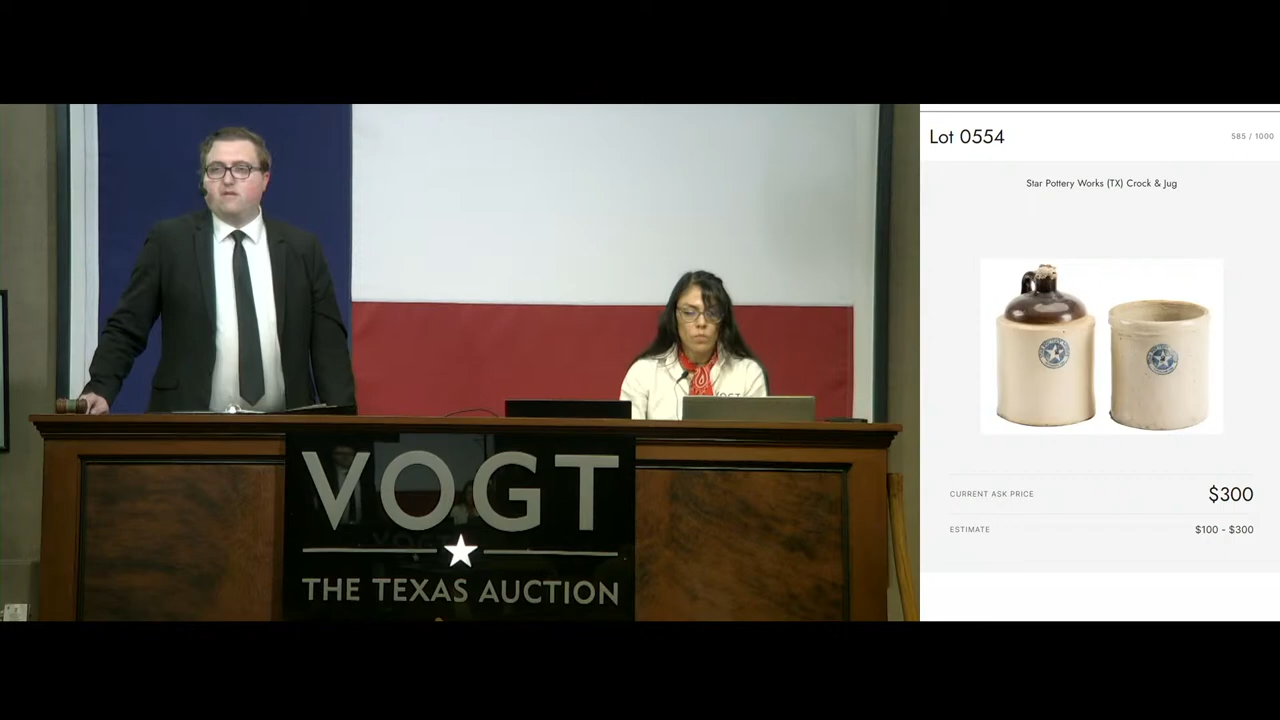 Lot 0554
585 / 1000
Star Pottery Works (TX) Crock & Jug
CURRENT ASK PRICE
$300
ESTIMATE
$100 - $300
VOGT
THE TEXAS AUCTION
VOGT